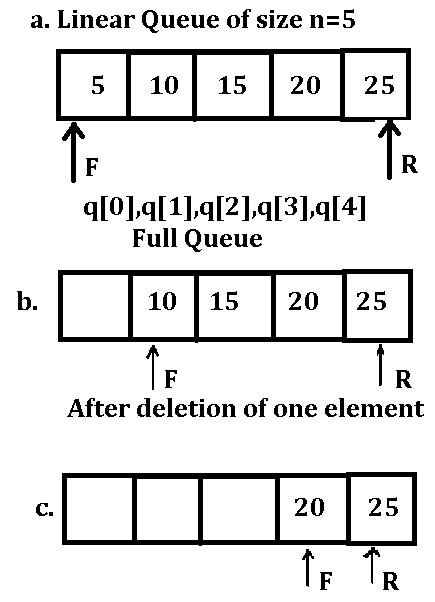 a. Linear Queue of size n=5
5 10 15 20 25
F R
q[0],q[1],q[2],q[3],q[4]
Full Queue
b. 10 15 20 25
F R
After deletion of one element
c. 20 25
F R